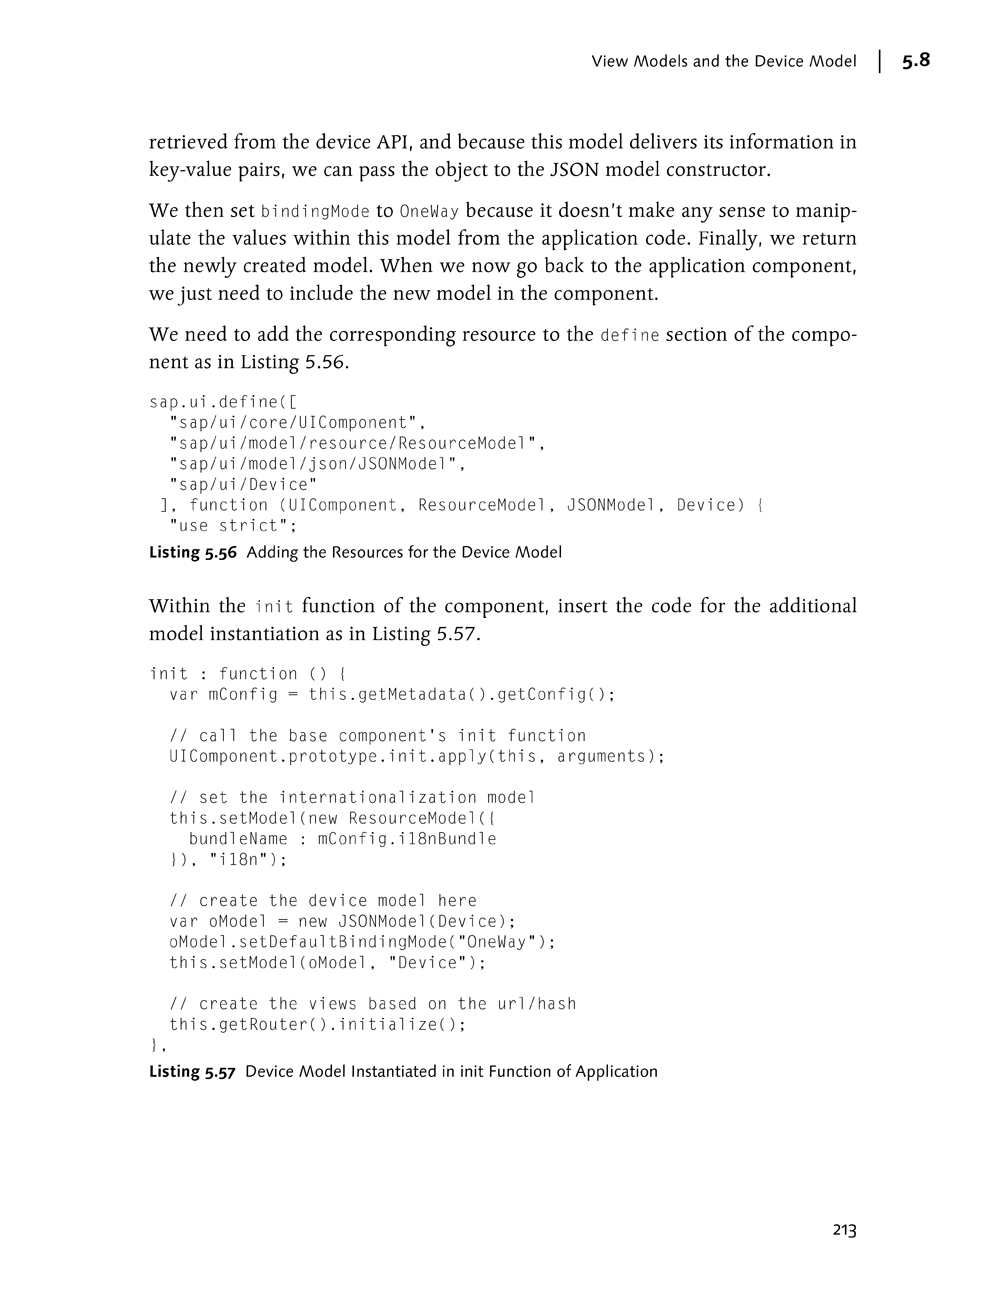 View Models and the Device Model | 5.8
retrieved from the device API, and because this model delivers its information in
key-value pairs, we can pass the object to the JSON model constructor.
We then set bindingMode to OneWay because it doesn't make any sense to manip-
ulate the values within this model from the application code. Finally, we return
the newly created model. When we now go back to the application component,
we just need to include the new model in the component.
We need to add the corresponding resource to the define section of the compo-
nent as in Listing 5.56.
sap.ui.define([
  "sap/ui/core/UIComponent",
  "sap/ui/model/resource/ResourceModel",
  "sap/ui/model/json/JSONModel",
  "sap/ui/Device"
 ], function (UIComponent, ResourceModel, JSONModel, Device) {
  "use strict";
Listing 5.56 Adding the Resources for the Device Model
Within the init function of the component, insert the code for the additional
model instantiation as in Listing 5.57.
init : function () {
  var mConfig = this.getMetadata().getConfig();
  // call the base component's init function
  UIComponent.prototype.init.apply(this, arguments);
  // set the internationalization model
  this.setModel(new ResourceModel({
    bundleName : mConfig.i18nBundle
  }), "i18n");
  // create the device model here
  var oModel = new JSONModel(Device);
  oModel.setDefaultBindingMode("OneWay");
  this.setModel(oModel, "Device");
  // create the views based on the url/hash
  this.getRouter().initialize();
},
Listing 5.57 Device Model Instantiated in init Function of Application
213